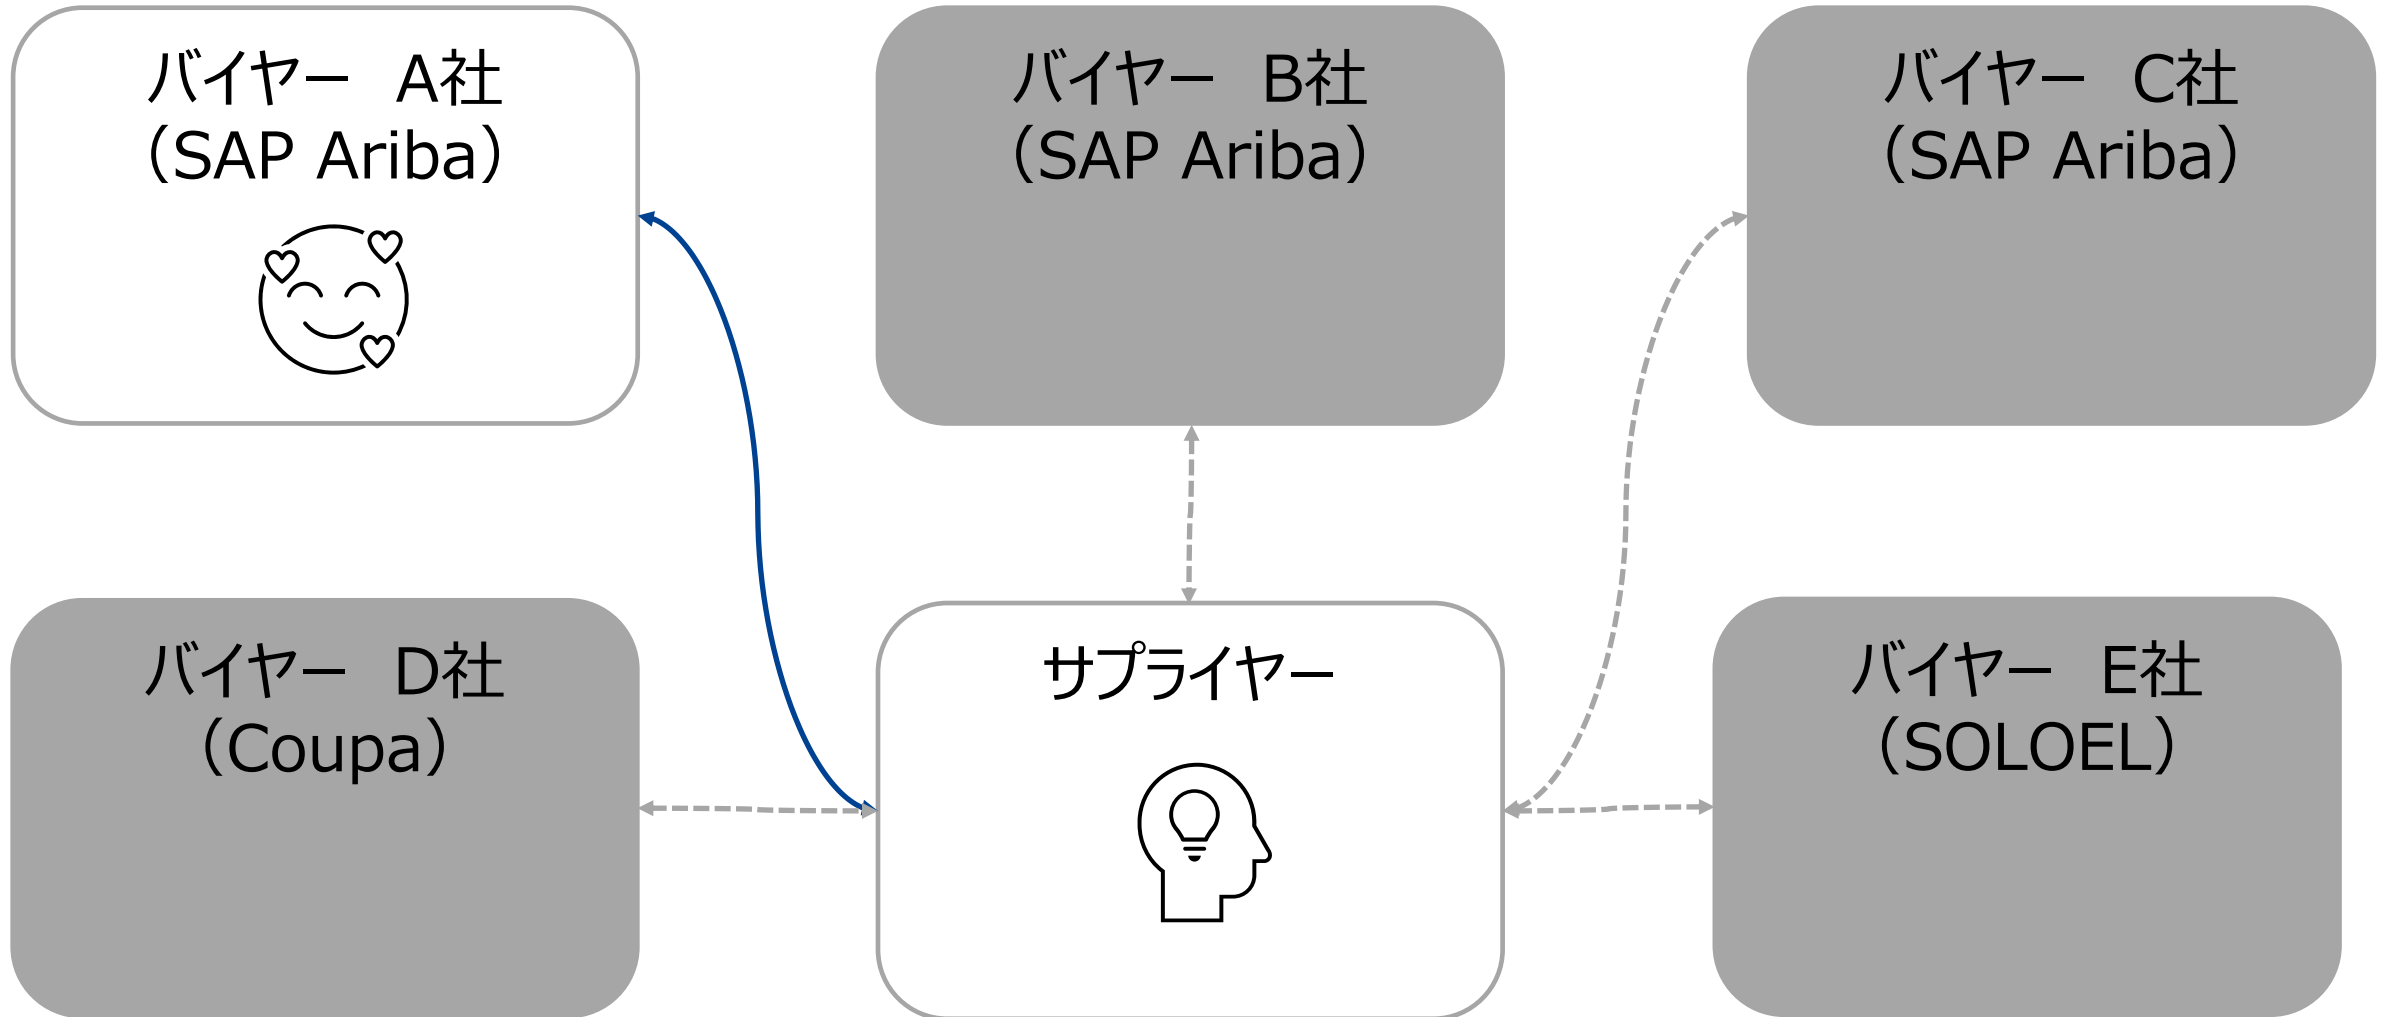 バイヤー　A社
（SAP Ariba）
バイヤー　B社
（SAP Ariba）
バイヤー　C社
（SAP Ariba）
バイヤー　D社
（Coupa）
サプライヤー
バイヤー　E社
（SOLOEL）